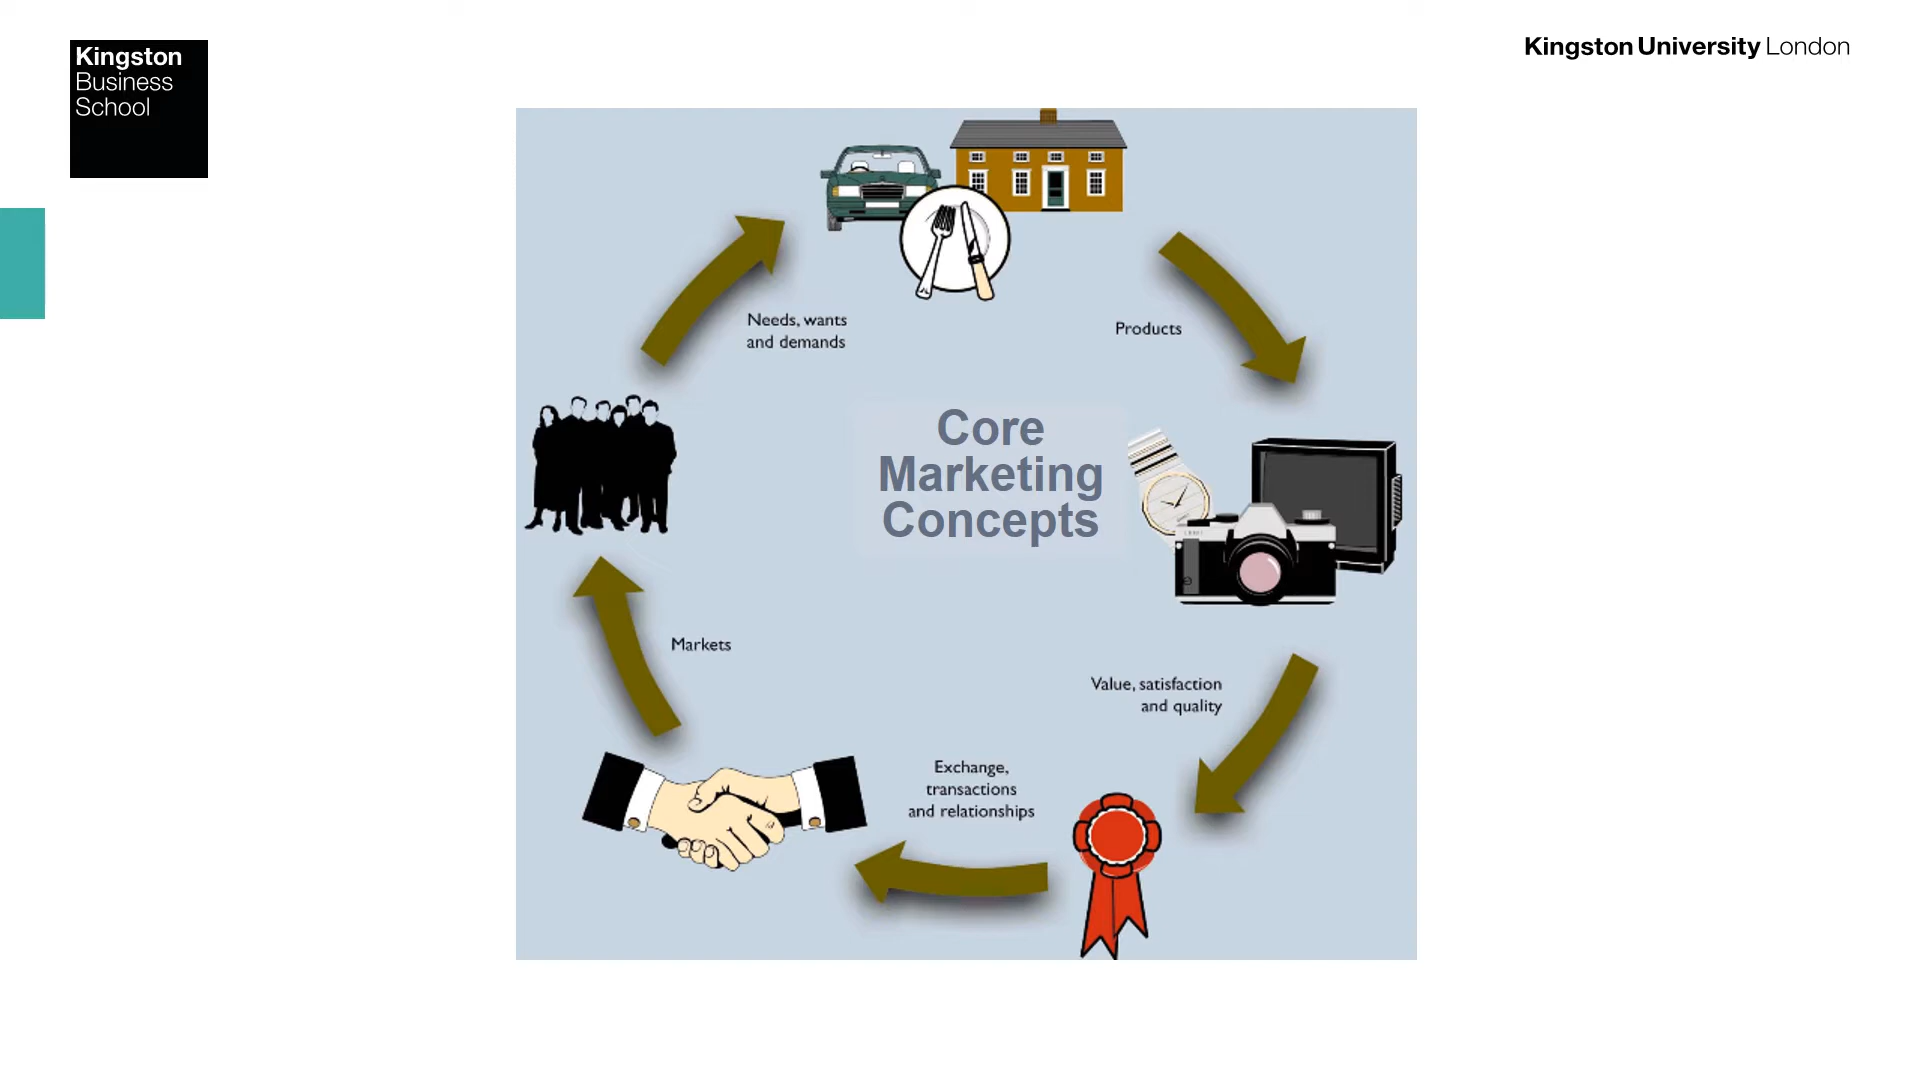 Kingston
Business
School
Kingston University London
Needs, wants
and demands
Products
Core
Marketing
Concepts
Markets
Value, satisfaction
and quality
Exchange,
transactions
and relationships